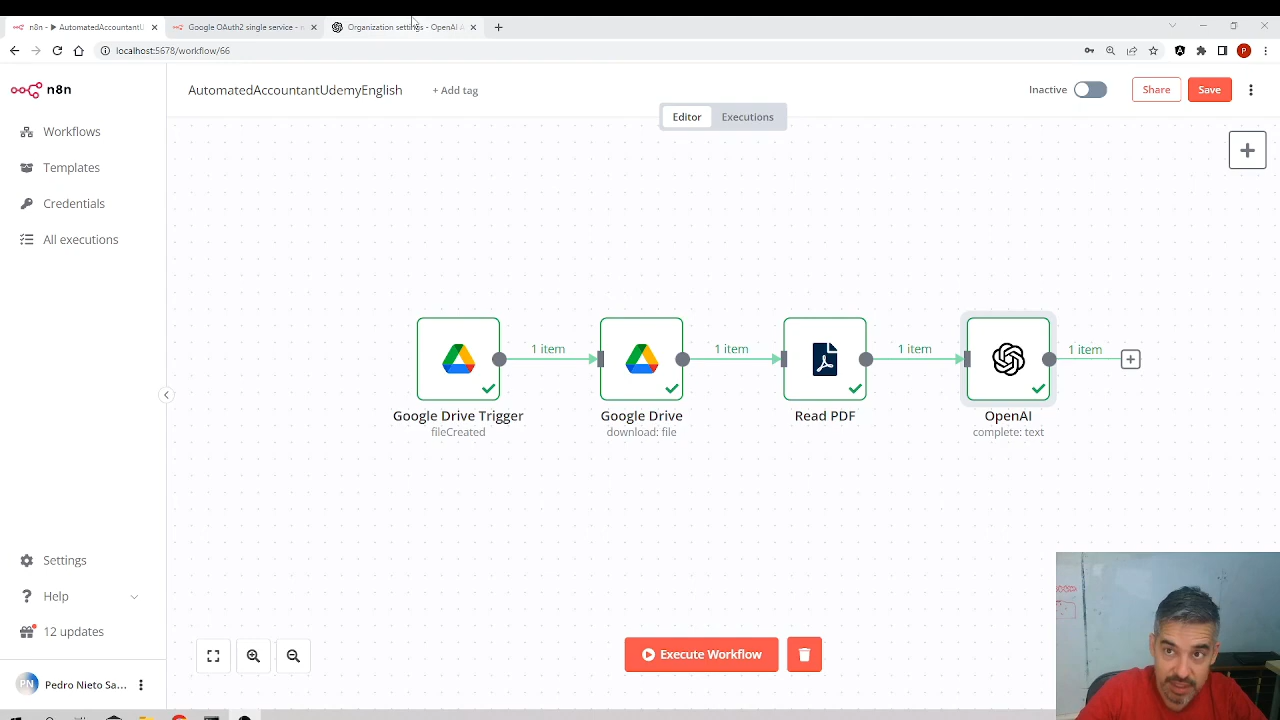 n8n - ▶ AutomatedAccountantU
Google OAuth2 single service - n
Organization settings - OpenAI A
localhost:5678/workflow/66
P
n8n
AutomatedAccountantUdemyEnglish
+ Add tag
Inactive
Share
Save
Editor
Executions
Workflows
Templates
Credentials
All executions
1 item
1 item
1 item
1 item
Google Drive Trigger
fileCreated
Google Drive
download: file
Read PDF
OpenAI
complete: text
Settings
Help
12 updates
PN
Pedro Nieto Sa...
Execute Workflow